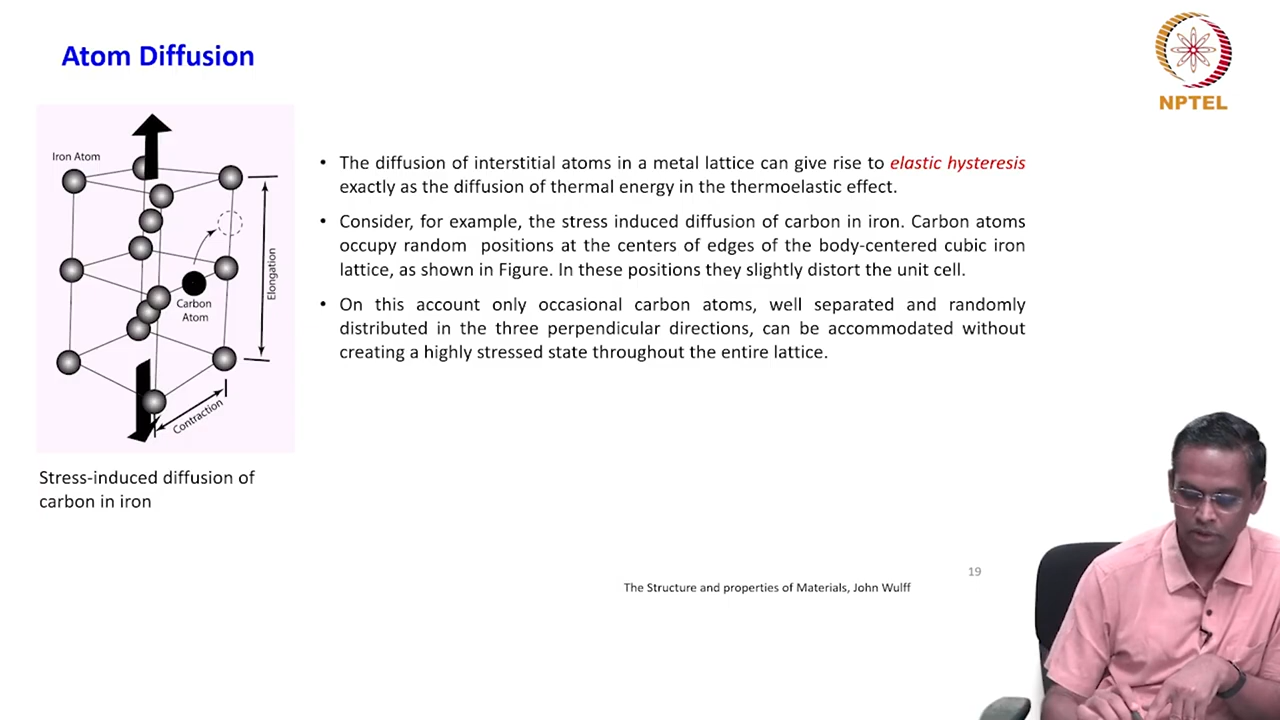 Atom Diffusion
NPTEL
Iron Atom
Carbon
Atom
Elongation
Contraction
Stress-induced diffusion of
carbon in iron
• The diffusion of interstitial atoms in a metal lattice can give rise to elastic hysteresis
exactly as the diffusion of thermal energy in the thermoelastic effect.
• Consider, for example, the stress induced diffusion of carbon in iron. Carbon atoms
occupy random positions at the centers of edges of the body-centered cubic iron
lattice, as shown in Figure. In these positions they slightly distort the unit cell.
• On this account only occasional carbon atoms, well separated and randomly
distributed in the three perpendicular directions, can be accommodated without
creating a highly stressed state throughout the entire lattice.
19
The Structure and properties of Materials, John Wulff